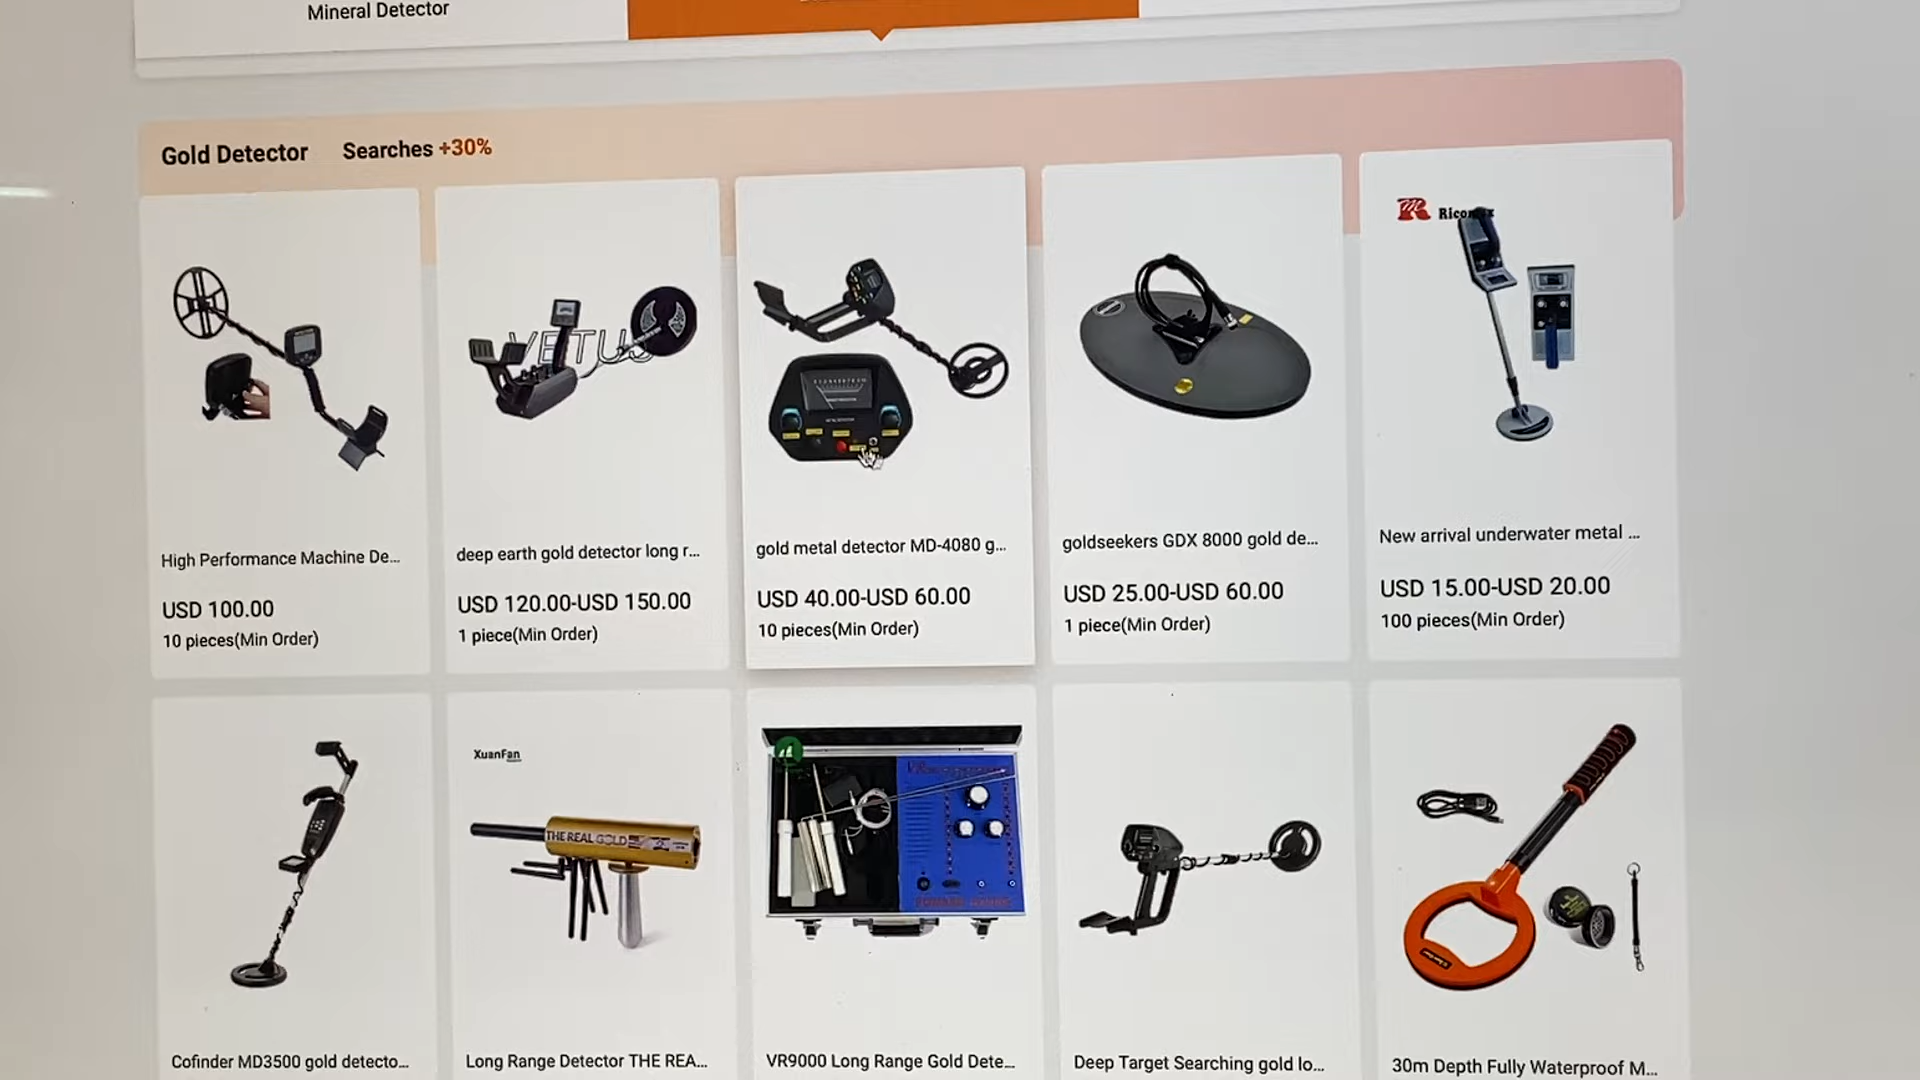 Mineral Detector
Gold Detector Searches +30%
VETUS
Ricomax
High Performance Machine De...
USD 100.00
10 pieces(Min Order)
deep earth gold detector long r...
USD 120.00-USD 150.00
1 piece(Min Order)
gold metal detector MD-4080 g...
USD 40.00-USD 60.00
10 pieces(Min Order)
goldseekers GDX 8000 gold de...
USD 25.00-USD 60.00
1 piece(Min Order)
New arrival underwater metal ...
USD 15.00-USD 20.00
100 pieces(Min Order)
XuanFan
THE REAL GOLD
Cofinder MD3500 gold detecto...
Long Range Detector THE REA...
VR9000 Long Range Gold Dete...
Deep Target Searching gold lo...
30m Depth Fully Waterproof M...